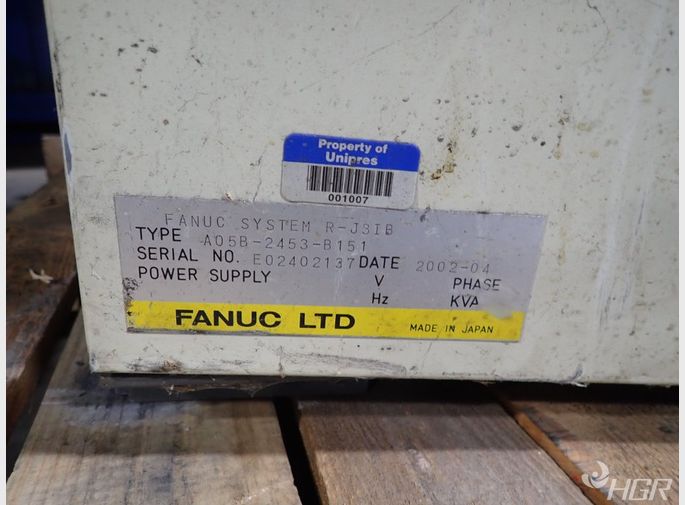 Property of
Unipres
001007
FANUC SYSTEM R-J3IB
TYPE A05B-2453-B151
SERIAL NO. E02402137 DATE 2002-04
POWER SUPPLY V PHASE
Hz KVA
FANUC LTD MADE IN JAPAN
HGR